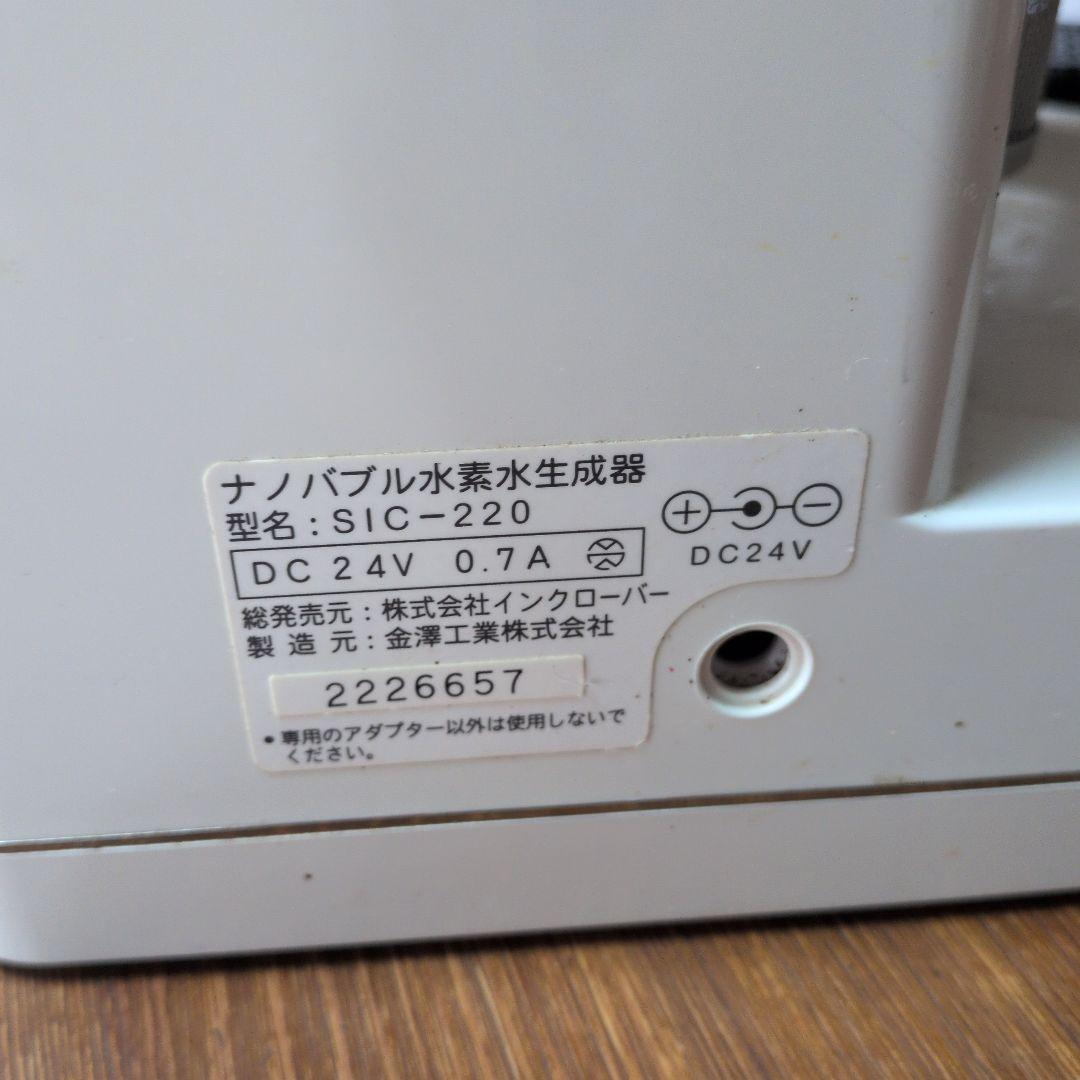 ナノバブル水素水生成器
型名：SIC－220
DC 24V 0.7A
DC24V
総発売元：株式会社インクローバー
製造元：金澤工業株式会社
2226657
●専用のアダプター以外は使用しないで
ください。